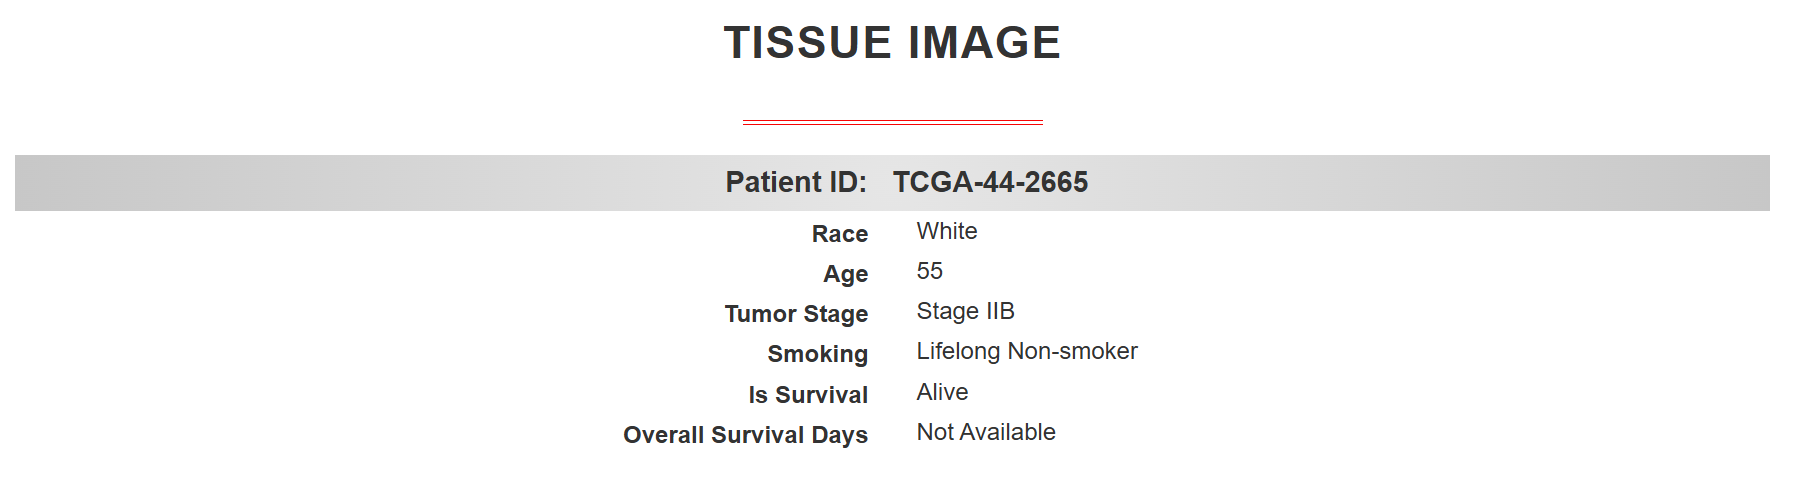 TISSUE IMAGE
Patient ID: TCGA-44-2665
Race White
Age 55
Tumor Stage Stage IIB
Smoking Lifelong Non-smoker
Is Survival Alive
Overall Survival Days Not Available